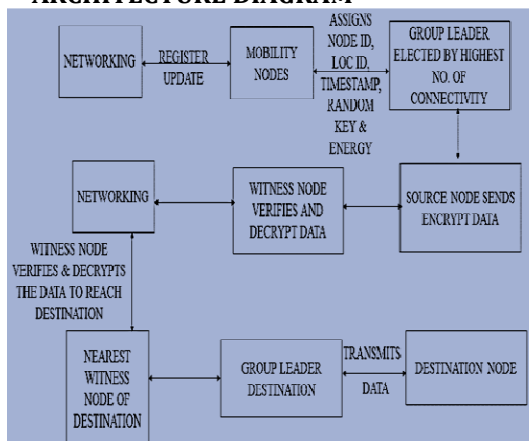 ARCHITECTURE DIAGRAM
NETWORKING
REGISTER
UPDATE
MOBILITY
NODES
ASSIGNS
NODE ID,
LOC ID,
TIMESTAMP,
RANDOM
KEY &
ENERGY
GROUP LEADER
ELECTED BY HIGHEST
NO. OF
CONNECTIVITY
NETWORKING
WITNESS NODE
VERIFIES AND
DECRYPT DATA
SOURCE NODE SENDS
ENCRYPT DATA
WITNESS NODE
VERIFIES & DECRYPTS
THE DATA TO REACH
DESTINATION
NEAREST
WITNESS
NODE OF
DESTINATION
GROUP LEADER
DESTINATION
TRANSMITS
DATA
DESTINATION NODE